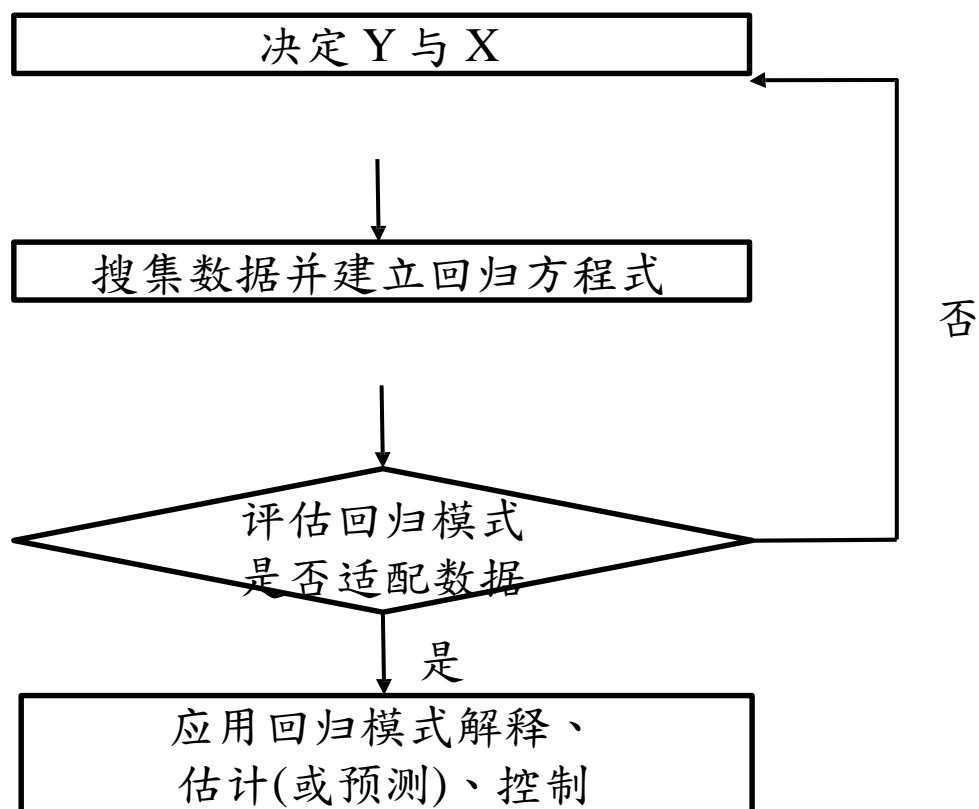 决定 Y 与 X
搜集数据并建立回归方程式
否
评估回归模式
是否适配数据
是
应用回归模式解释、
估计(或预测)、控制